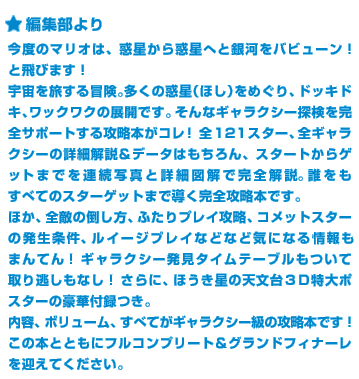 ★ 編集部より
今度のマリオは、惑星から惑星へと銀河をバビューン！
と飛びます！
宇宙を旅する冒険。多くの惑星（ほし）をめぐり、ドッキド
キ、ワックワクの展開です。そんなギャラクシー探検を完
全サポートする攻略本がコレ！ 全１２１スター、全ギャラ
クシーの詳細解説＆データはもちろん、スタートからゲ
ットまでを連続写真と詳細図解で完全解説。誰をも
すべてのスターゲットまで導く完全攻略本です。
ほか、全敵の倒し方、ふたりプレイ攻略、コメットスター
の発生条件、ルイージプレイなどなど気になる情報も
まんてん！ ギャラクシー発見タイムテーブルもついて
取り逃しもなし！ さらに、ほうき星の天文台３Ｄ特大ポ
スターの豪華付録つき。
内容、ボリューム、すべてがギャラクシー級の攻略本です！
この本とともにフルコンプリート＆グランドフィナーレ
を迎えてください。